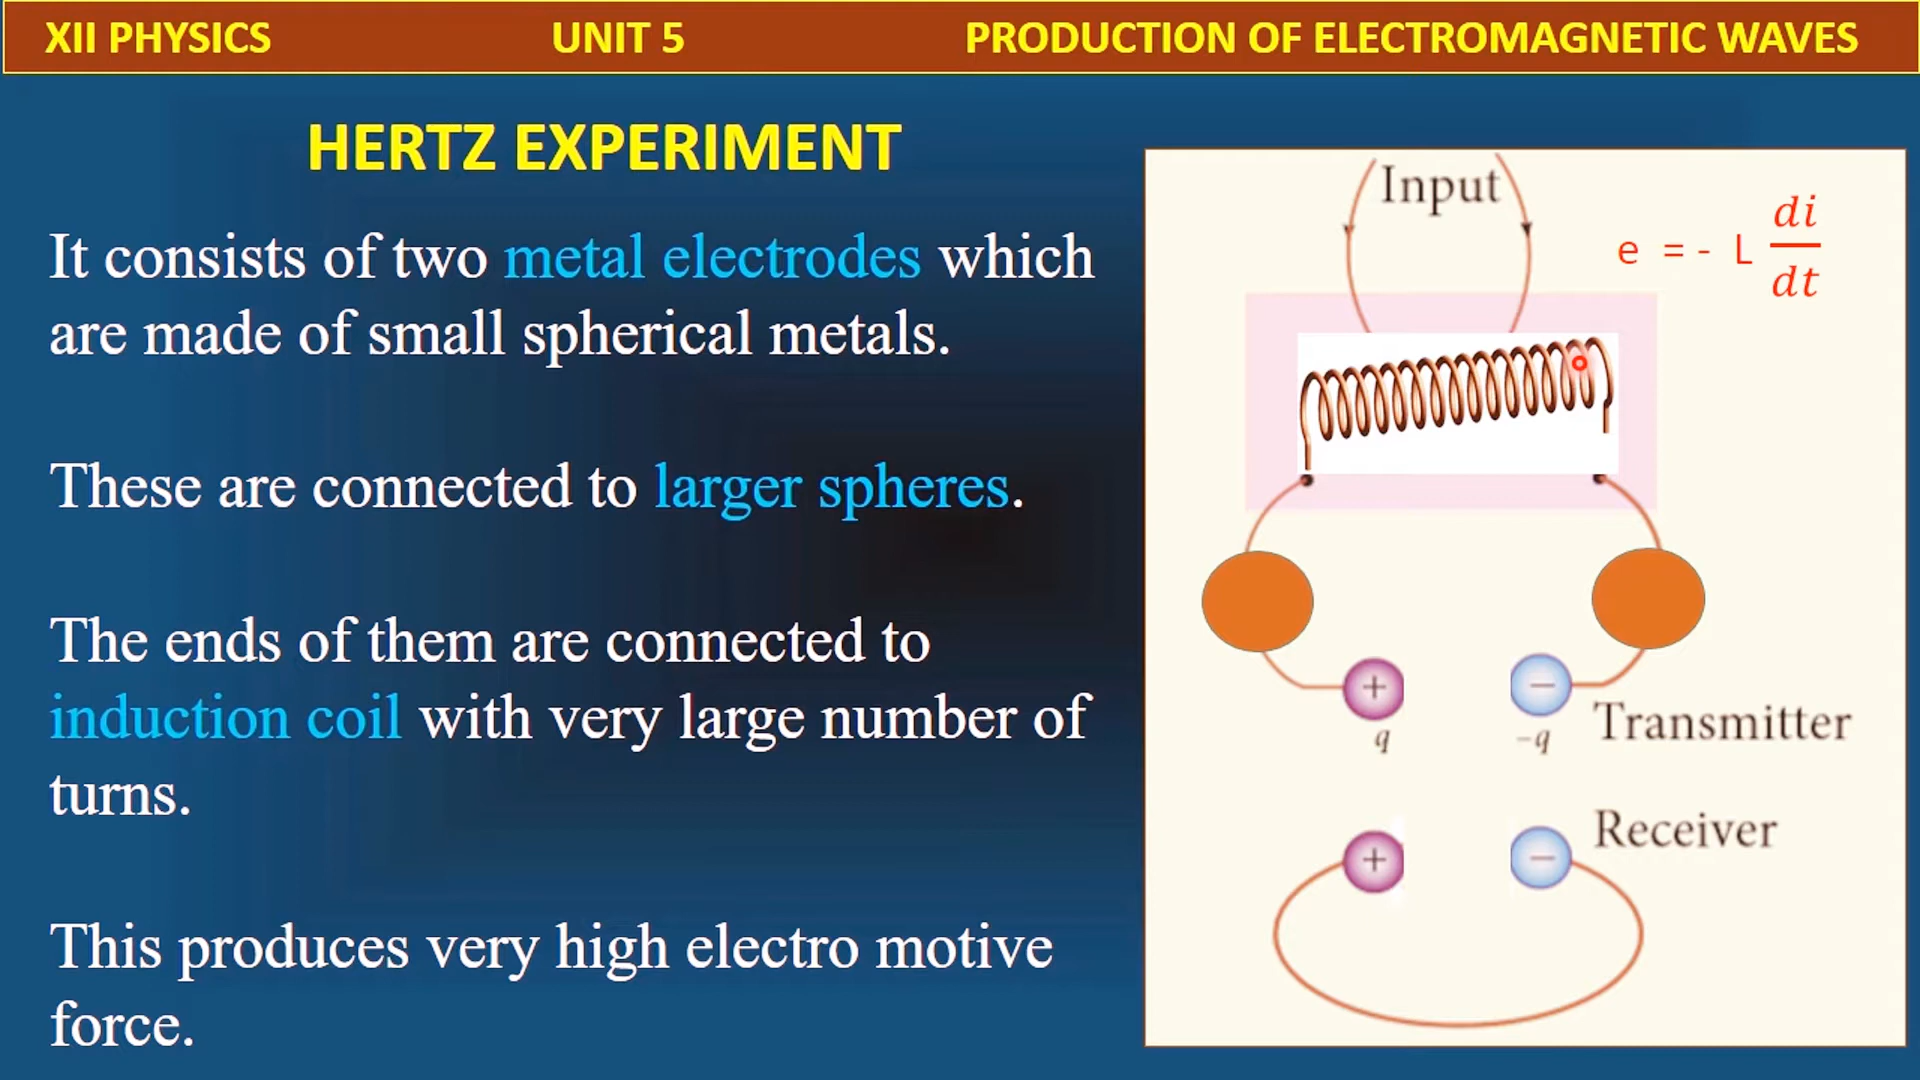 XII PHYSICS UNIT 5 PRODUCTION OF ELECTROMAGNETIC WAVES
HERTZ EXPERIMENT
It consists of two metal electrodes which
are made of small spherical metals.
These are connected to larger spheres.
The ends of them are connected to
induction coil with very large number of
turns.
This produces very high electro motive
force.
Input
e = - L di/dt
+ −
q −q
Transmitter
Receiver
+ −